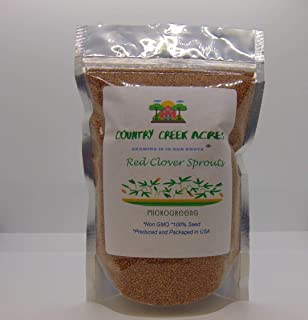 COUNTRY CREEK ACRES
GROWING IS IN OUR ROOTS
Red Clover Sprouts
MICROGREENS
*Non GMO *100% Seed
*Produced and Packaged in USA